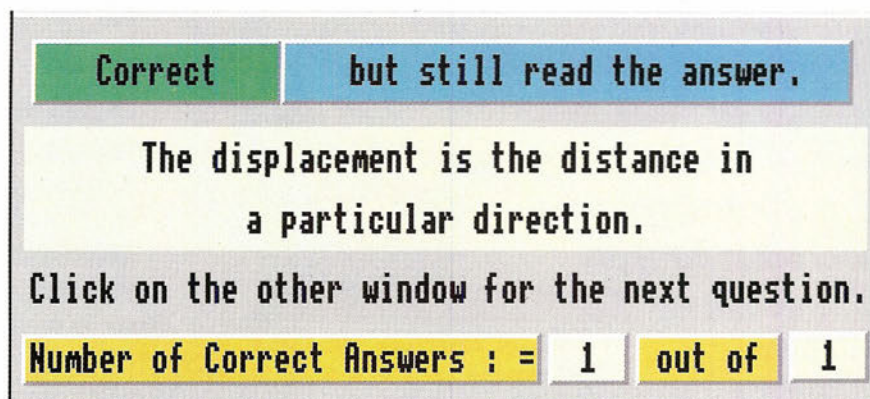 Correct but still read the answer.
The displacement is the distance in
a particular direction.
Click on the other window for the next question.
Number of Correct Answers : = 1 out of 1